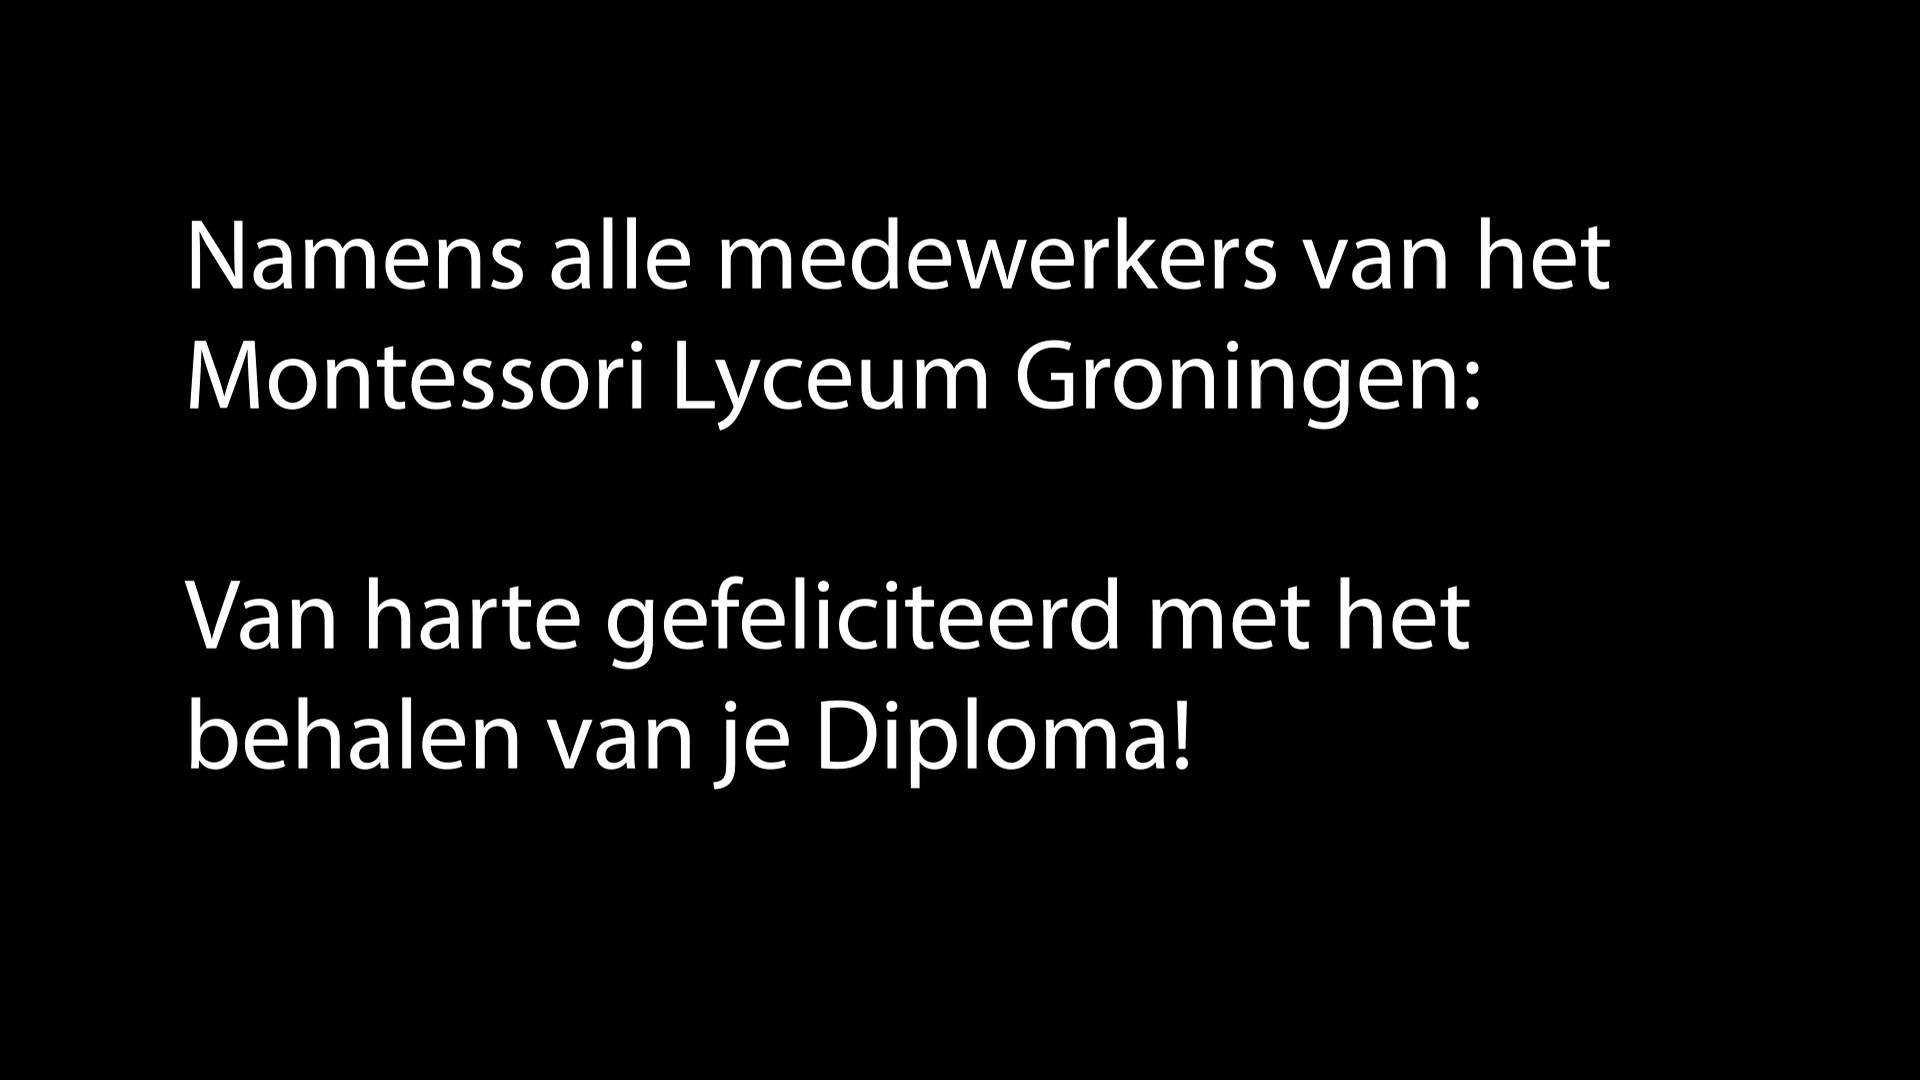 Namens alle medewerkers van het
Montessori Lyceum Groningen:
Van harte gefeliciteerd met het
behalen van je Diploma!